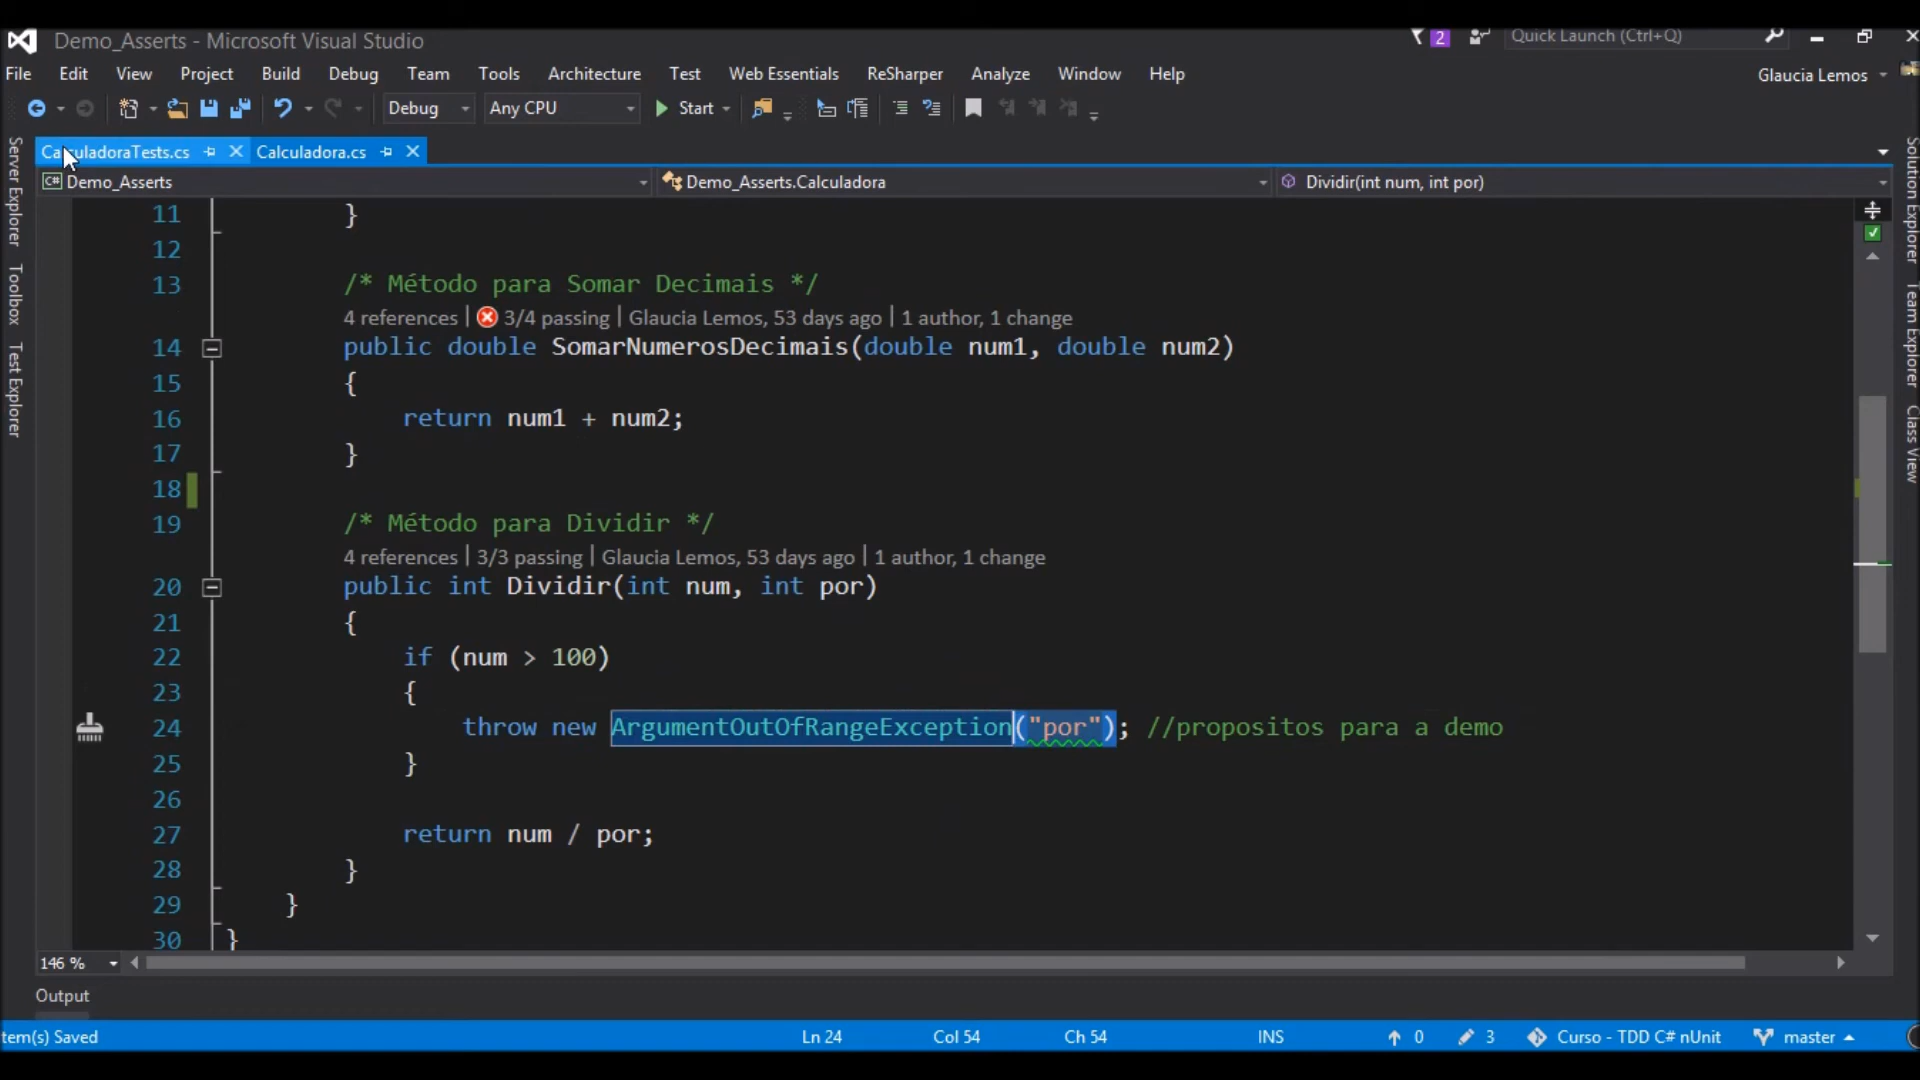 Demo_Asserts - Microsoft Visual Studio
2
Quick Launch (Ctrl+Q)
File Edit View Project Build Debug Team Tools Architecture Test Web Essentials ReSharper Analyze Window Help
Glaucia Lemos
Debug Any CPU Start
CalculadoraTests.cs Calculadora.cs
Demo_Asserts Demo_Asserts.Calculadora Dividir(int num, int por)
Server Explorer
Toolbox
Test Explorer
11 }
12
13 /* Método para Somar Decimais */
4 references | 3/4 passing | Glaucia Lemos, 53 days ago | 1 author, 1 change
14 public double SomarNumerosDecimais(double num1, double num2)
15 {
16 return num1 + num2;
17 }
18
19 /* Método para Dividir */
4 references | 3/3 passing | Glaucia Lemos, 53 days ago | 1 author, 1 change
20 public int Dividir(int num, int por)
21 {
22 if (num > 100)
23 {
24 throw new ArgumentOutOfRangeException("por"); //propositos para a demo
25 }
26
27 return num / por;
28 }
29 }
30 }
Solution Explorer
Team Explorer
Class View
146 %
Output
tem(s) Saved Ln 24 Col 54 Ch 54 INS 0 3 Curso - TDD C# nUnit master